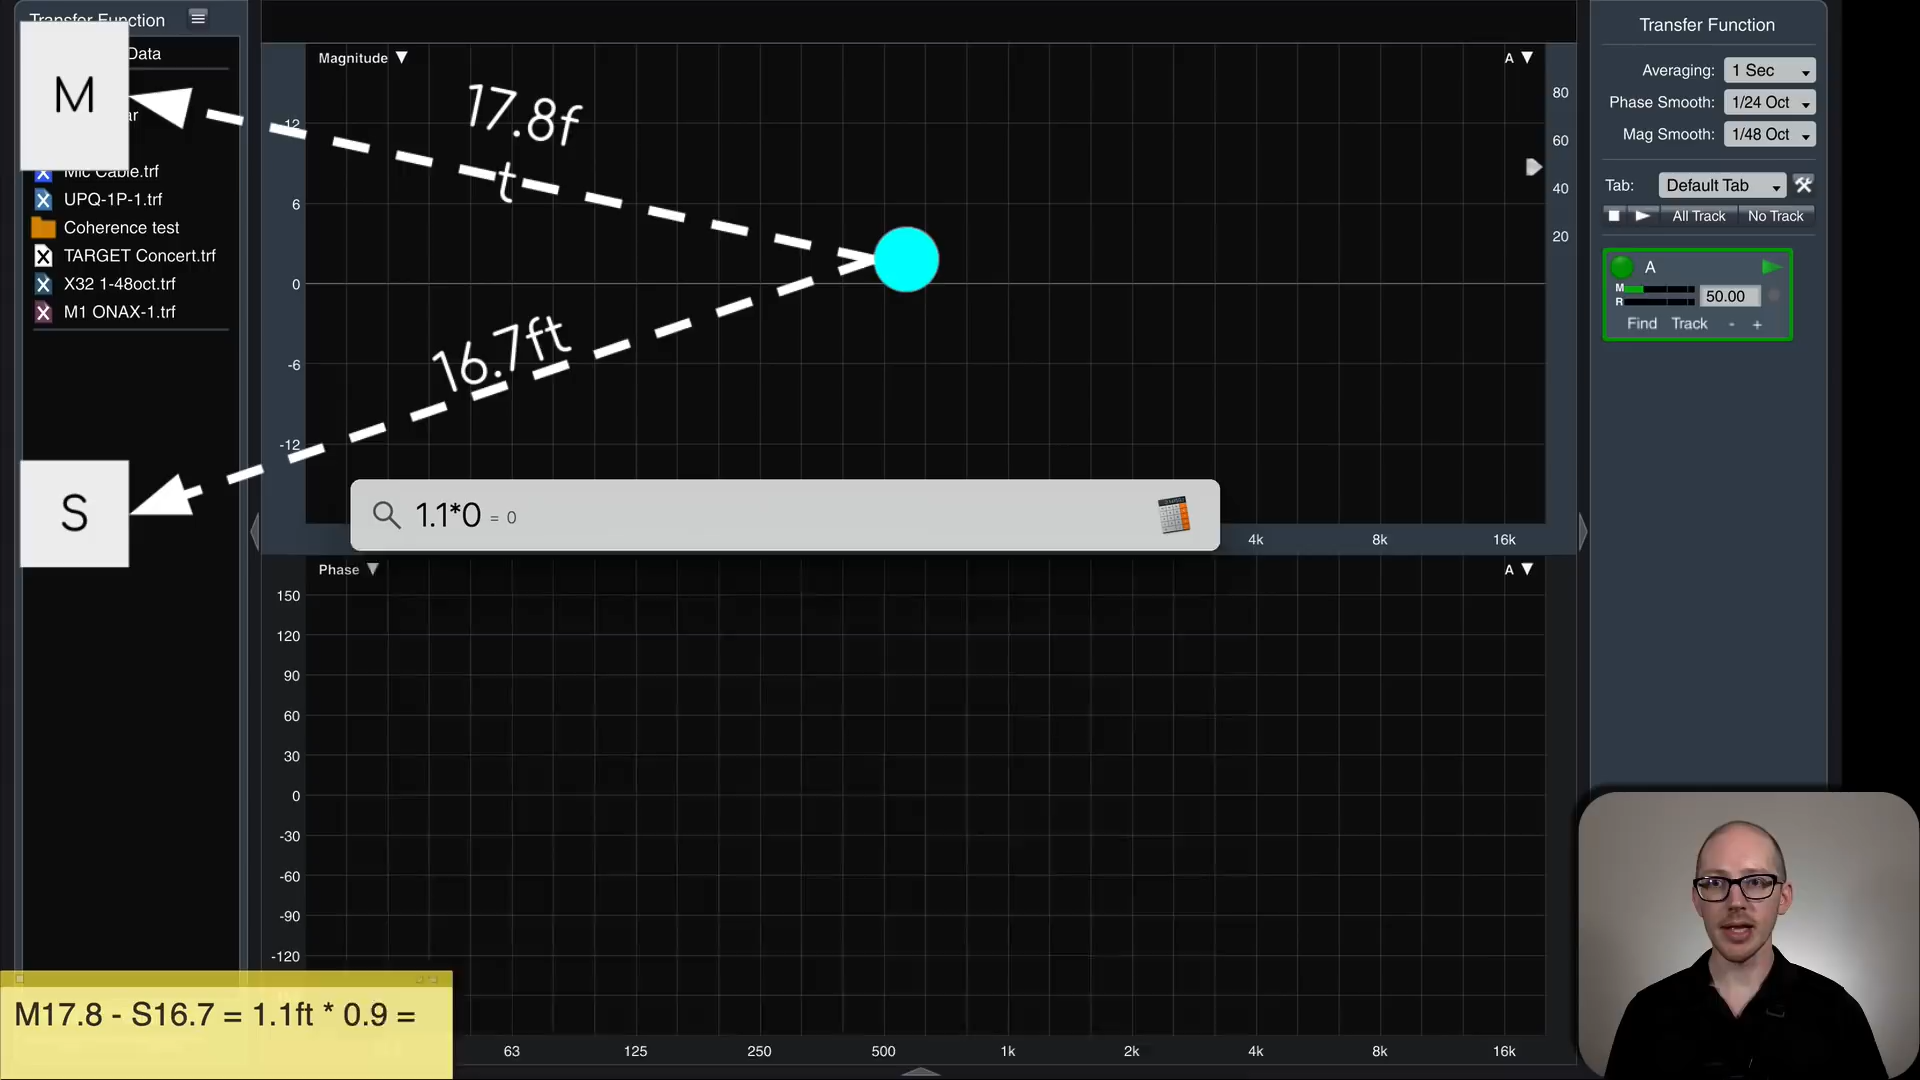 Transfer Function
Data
M
ar
Mic Cable.trf
UPQ-1P-1.trf
Coherence test
TARGET Concert.trf
X32 1-48oct.trf
M1 ONAX-1.trf
S
Magnitude
A
17.8f
t
16.7ft
12
6
0
-6
-12
80
60
40
20
1.1*0 = 0
4k 8k 16k
Phase
A
150
120
90
60
30
0
-30
-60
-90
-120
63 125 250 500 1k 2k 4k 8k 16k
M17.8 - S16.7 = 1.1ft * 0.9 =
Transfer Function
Averaging: 1 Sec
Phase Smooth: 1/24 Oct
Mag Smooth: 1/48 Oct
Tab: Default Tab
All Track No Track
A
M
R
50.00
Find Track - +